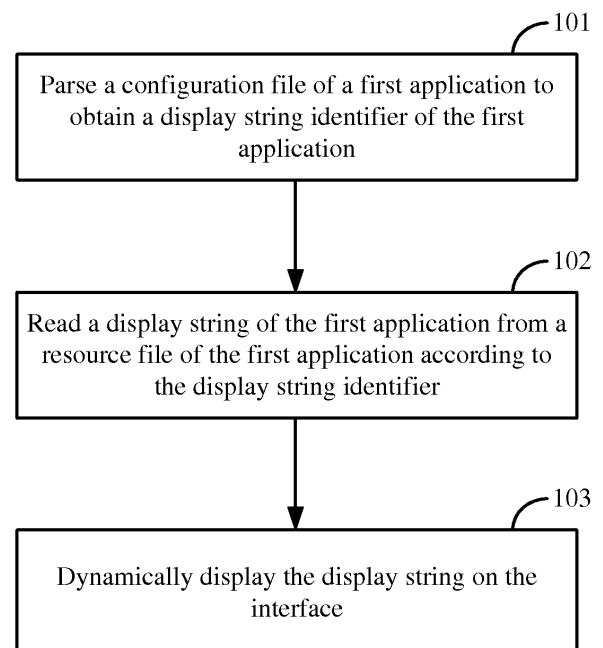 101
Parse a configuration file of a first application to
obtain a display string identifier of the first
application
102
Read a display string of the first application from a
resource file of the first application according to
the display string identifier
103
Dynamically display the display string on the
interface